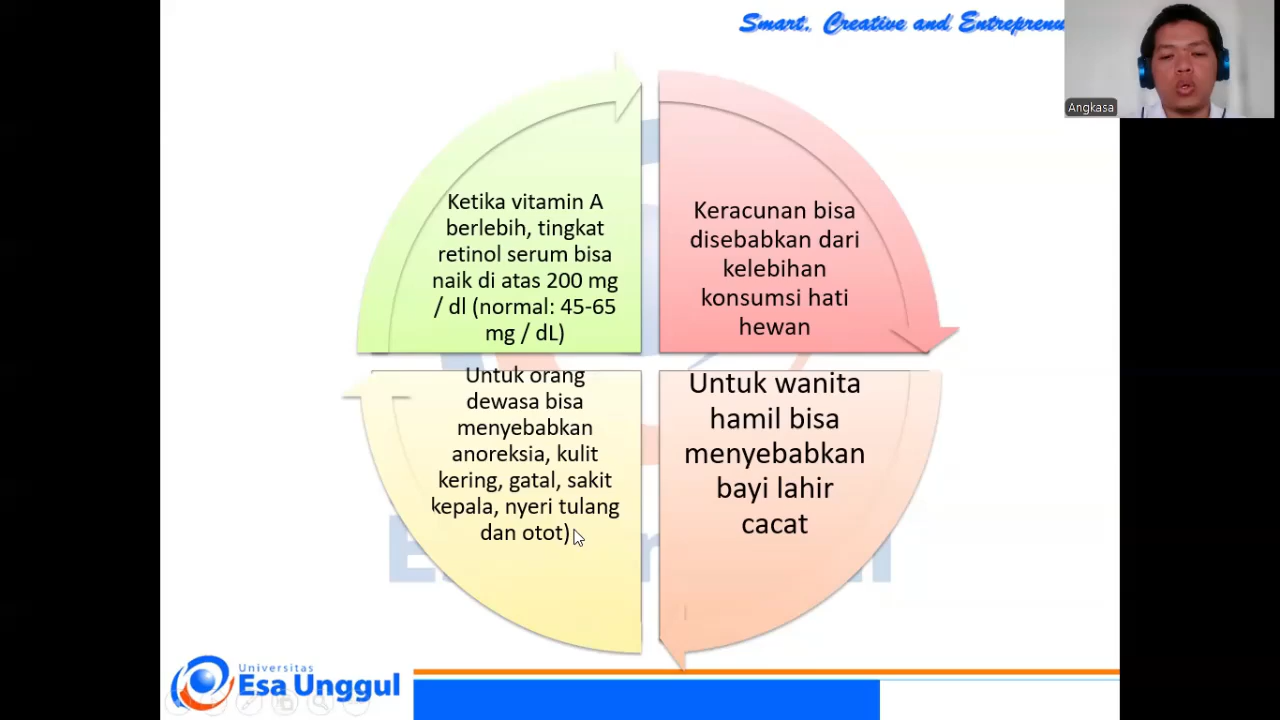 Smart, Creative and
Angkasa
Ketika vitamin A
berlebih, tingkat
retinol serum bisa
naik di atas 200 mg
/ dl (normal: 45-65
mg / dL)
Keracunan bisa
disebabkan dari
kelebihan
konsumsi hati
hewan
Untuk orang
dewasa bisa
menyebabkan
anoreksia, kulit
kering, gatal, sakit
kepala, nyeri tulang
dan otot)
Untuk wanita
hamil bisa
menyebabkan
bayi lahir
cacat
Universitas
Esa Unggul